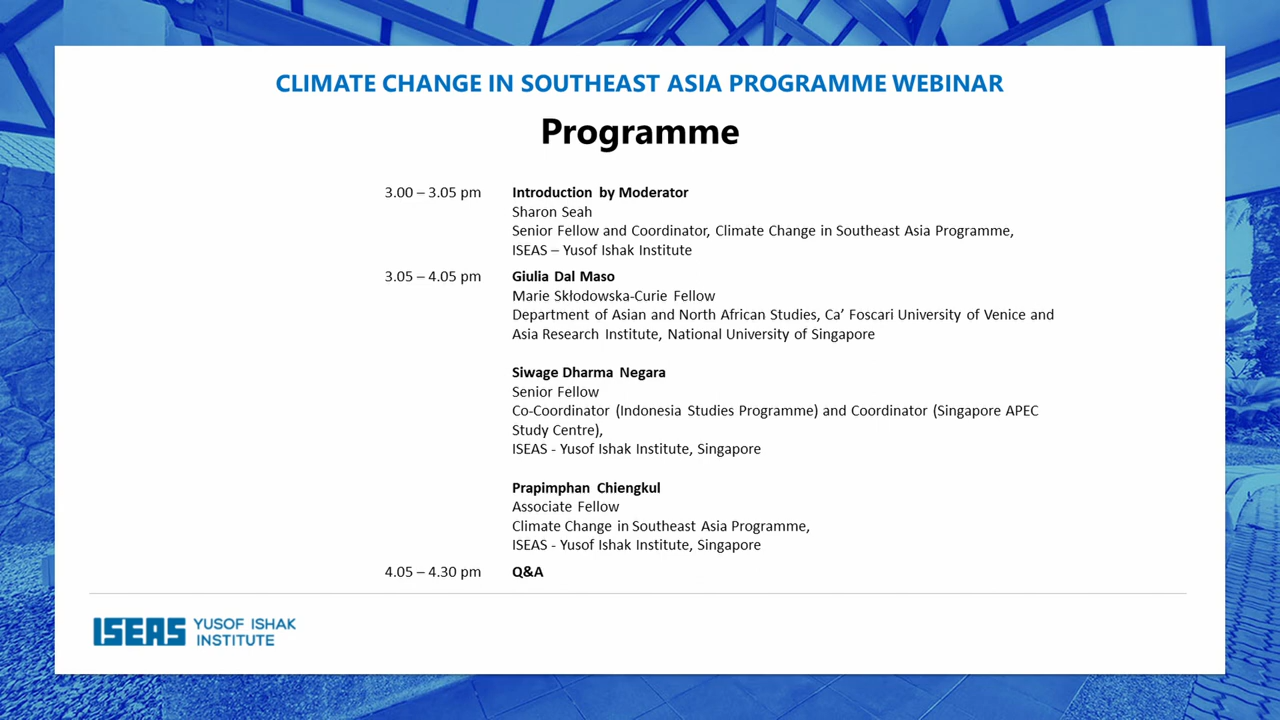 CLIMATE CHANGE IN SOUTHEAST ASIA PROGRAMME WEBINAR
Programme
3.00 – 3.05 pm Introduction by Moderator
Sharon Seah
Senior Fellow and Coordinator, Climate Change in Southeast Asia Programme,
ISEAS – Yusof Ishak Institute
3.05 – 4.05 pm Giulia Dal Maso
Marie Skłodowska-Curie Fellow
Department of Asian and North African Studies, Ca’ Foscari University of Venice and
Asia Research Institute, National University of Singapore
Siwage Dharma Negara
Senior Fellow
Co-Coordinator (Indonesia Studies Programme) and Coordinator (Singapore APEC
Study Centre),
ISEAS - Yusof Ishak Institute, Singapore
Prapimphan Chiengkul
Associate Fellow
Climate Change in Southeast Asia Programme,
ISEAS - Yusof Ishak Institute, Singapore
4.05 – 4.30 pm Q&A
ISEAS YUSOF ISHAK
INSTITUTE